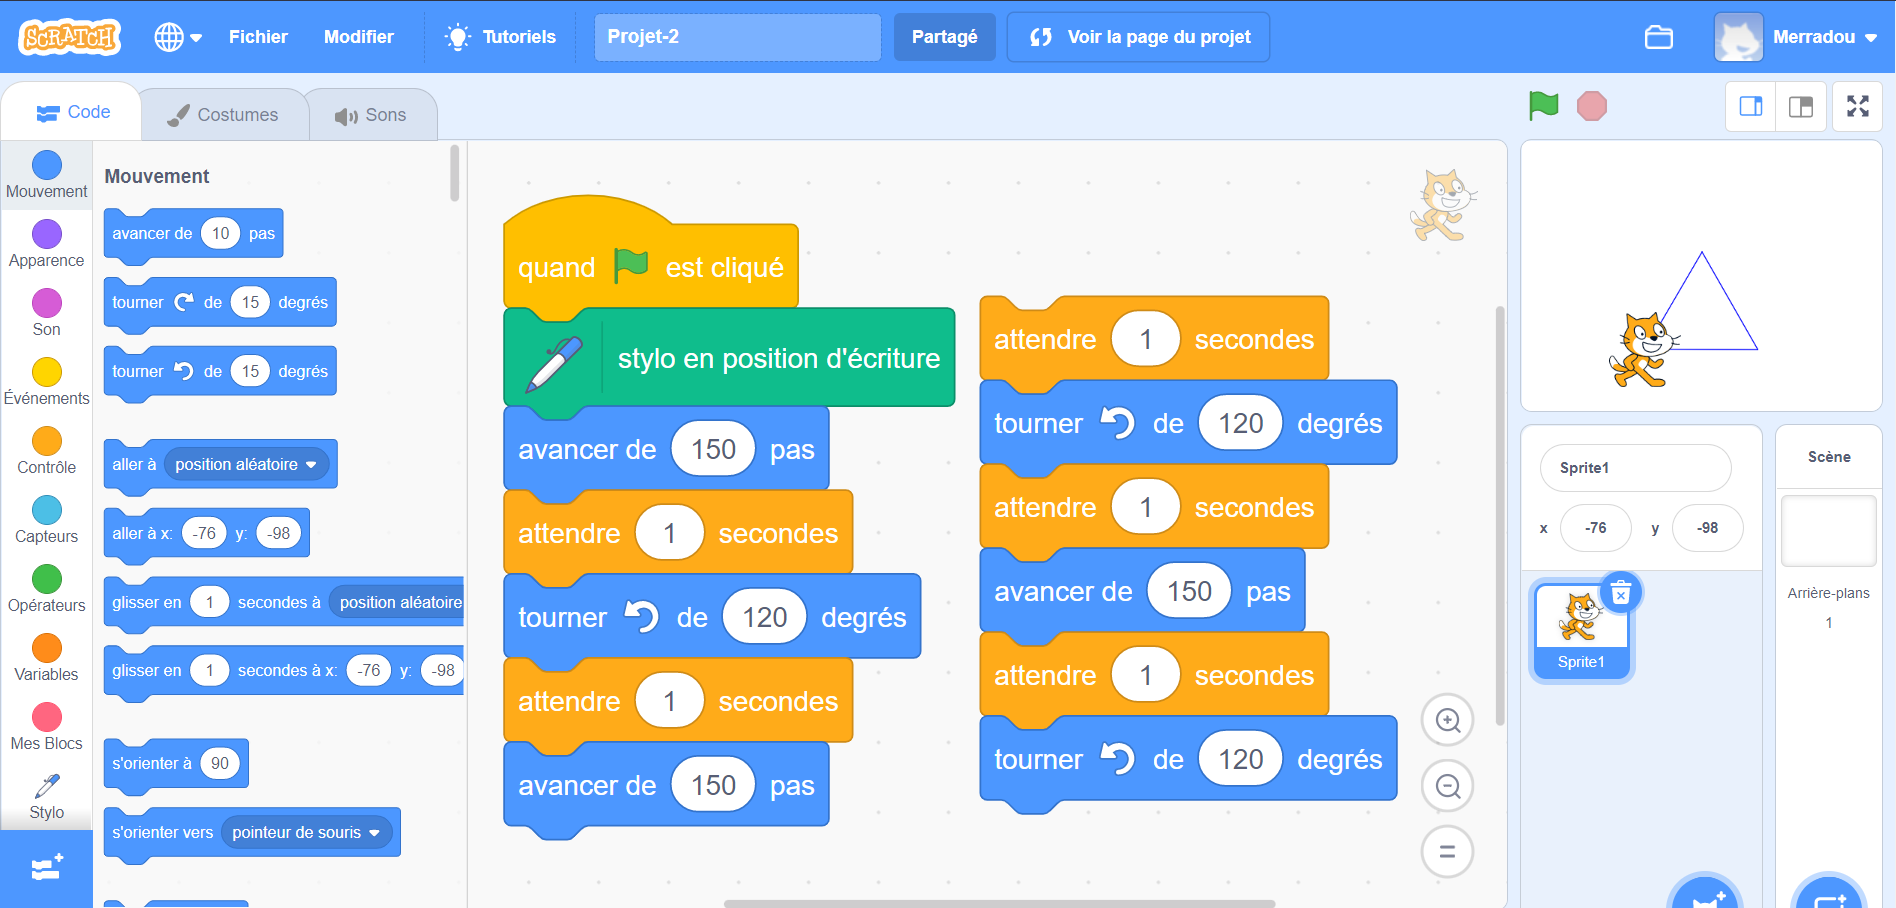 SCRATCH
Fichier
Modifier
Tutoriels
Projet-2
Partagé
Voir la page du projet
Merradou
Code
Costumes
Sons
Mouvement
Apparence
Son
Événements
Contrôle
Capteurs
Opérateurs
Variables
Mes Blocs
Stylo
Mouvement
avancer de 10 pas
tourner de 15 degrés
tourner de 15 degrés
aller à position aléatoire
aller à x: -76 y: -98
glisser en 1 secondes à position aléatoire
glisser en 1 secondes à x: -76 y: -98
s'orienter à 90
s'orienter vers pointeur de souris
quand est cliqué
stylo en position d'écriture
avancer de 150 pas
attendre 1 secondes
tourner de 120 degrés
attendre 1 secondes
avancer de 150 pas
attendre 1 secondes
tourner de 120 degrés
attendre 1 secondes
avancer de 150 pas
attendre 1 secondes
tourner de 120 degrés
Sprite1
x -76 y -98
Sprite1
Scène
Arrière-plans
1